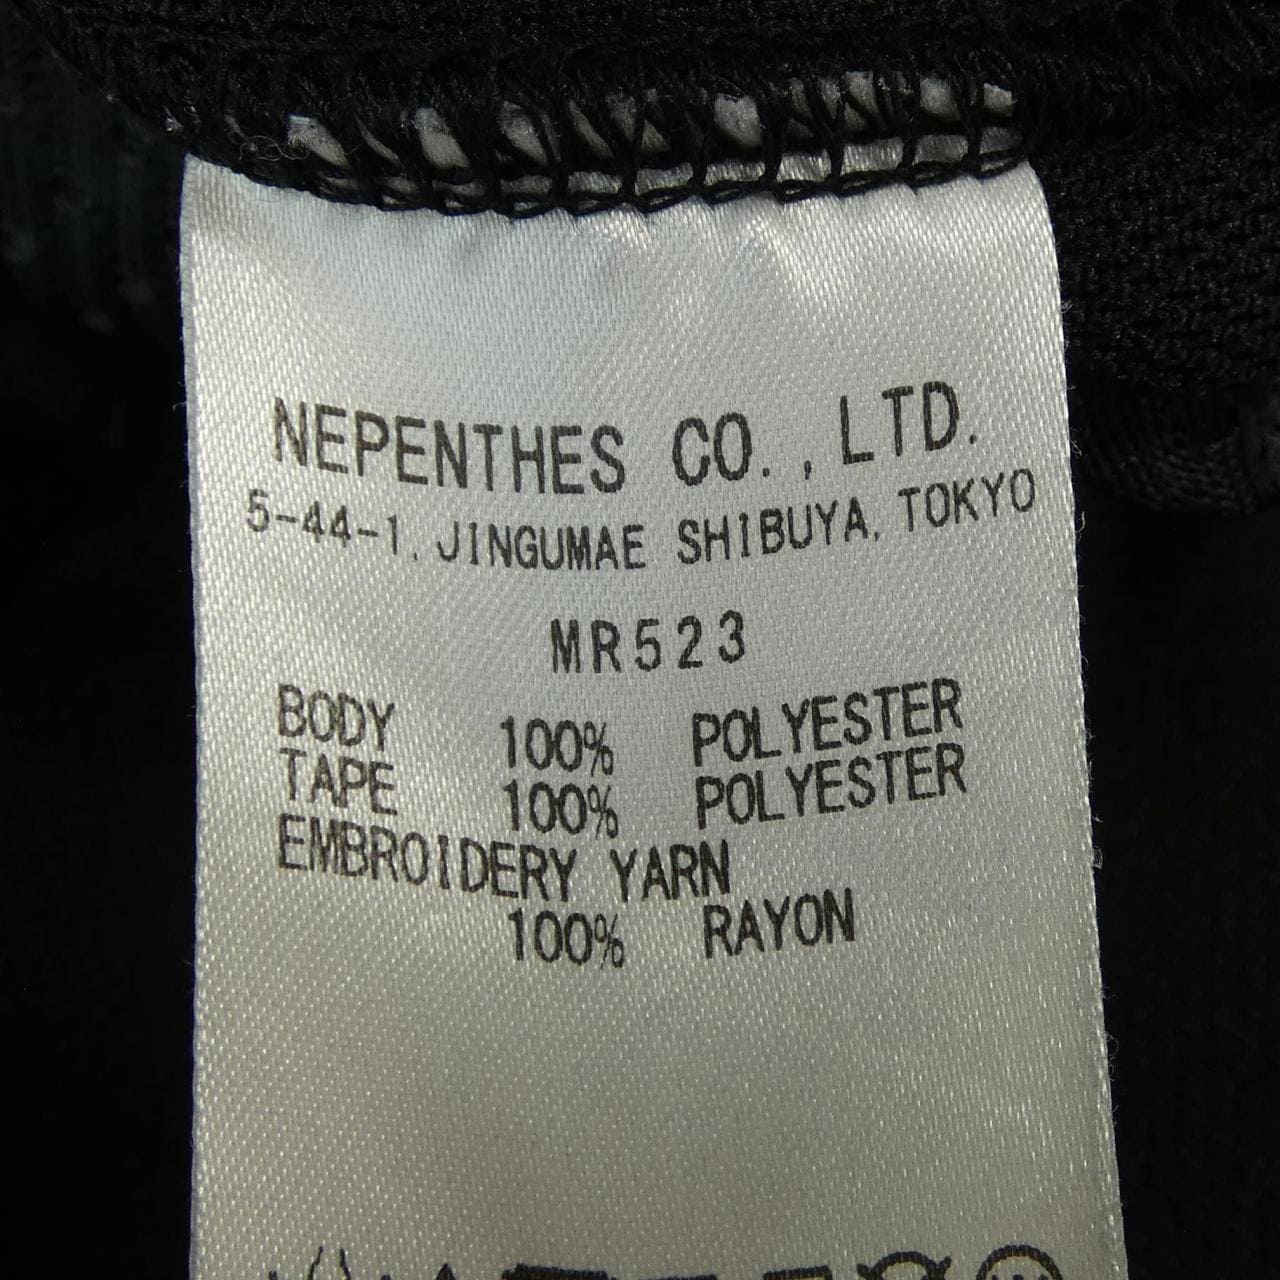 NEPENTHES CO.,LTD.
5-44-1, JINGUMAE SHIBUYA, TOKYO
MR523
BODY 100% POLYESTER
TAPE 100% POLYESTER
EMBROIDERY YARN
100% RAYON